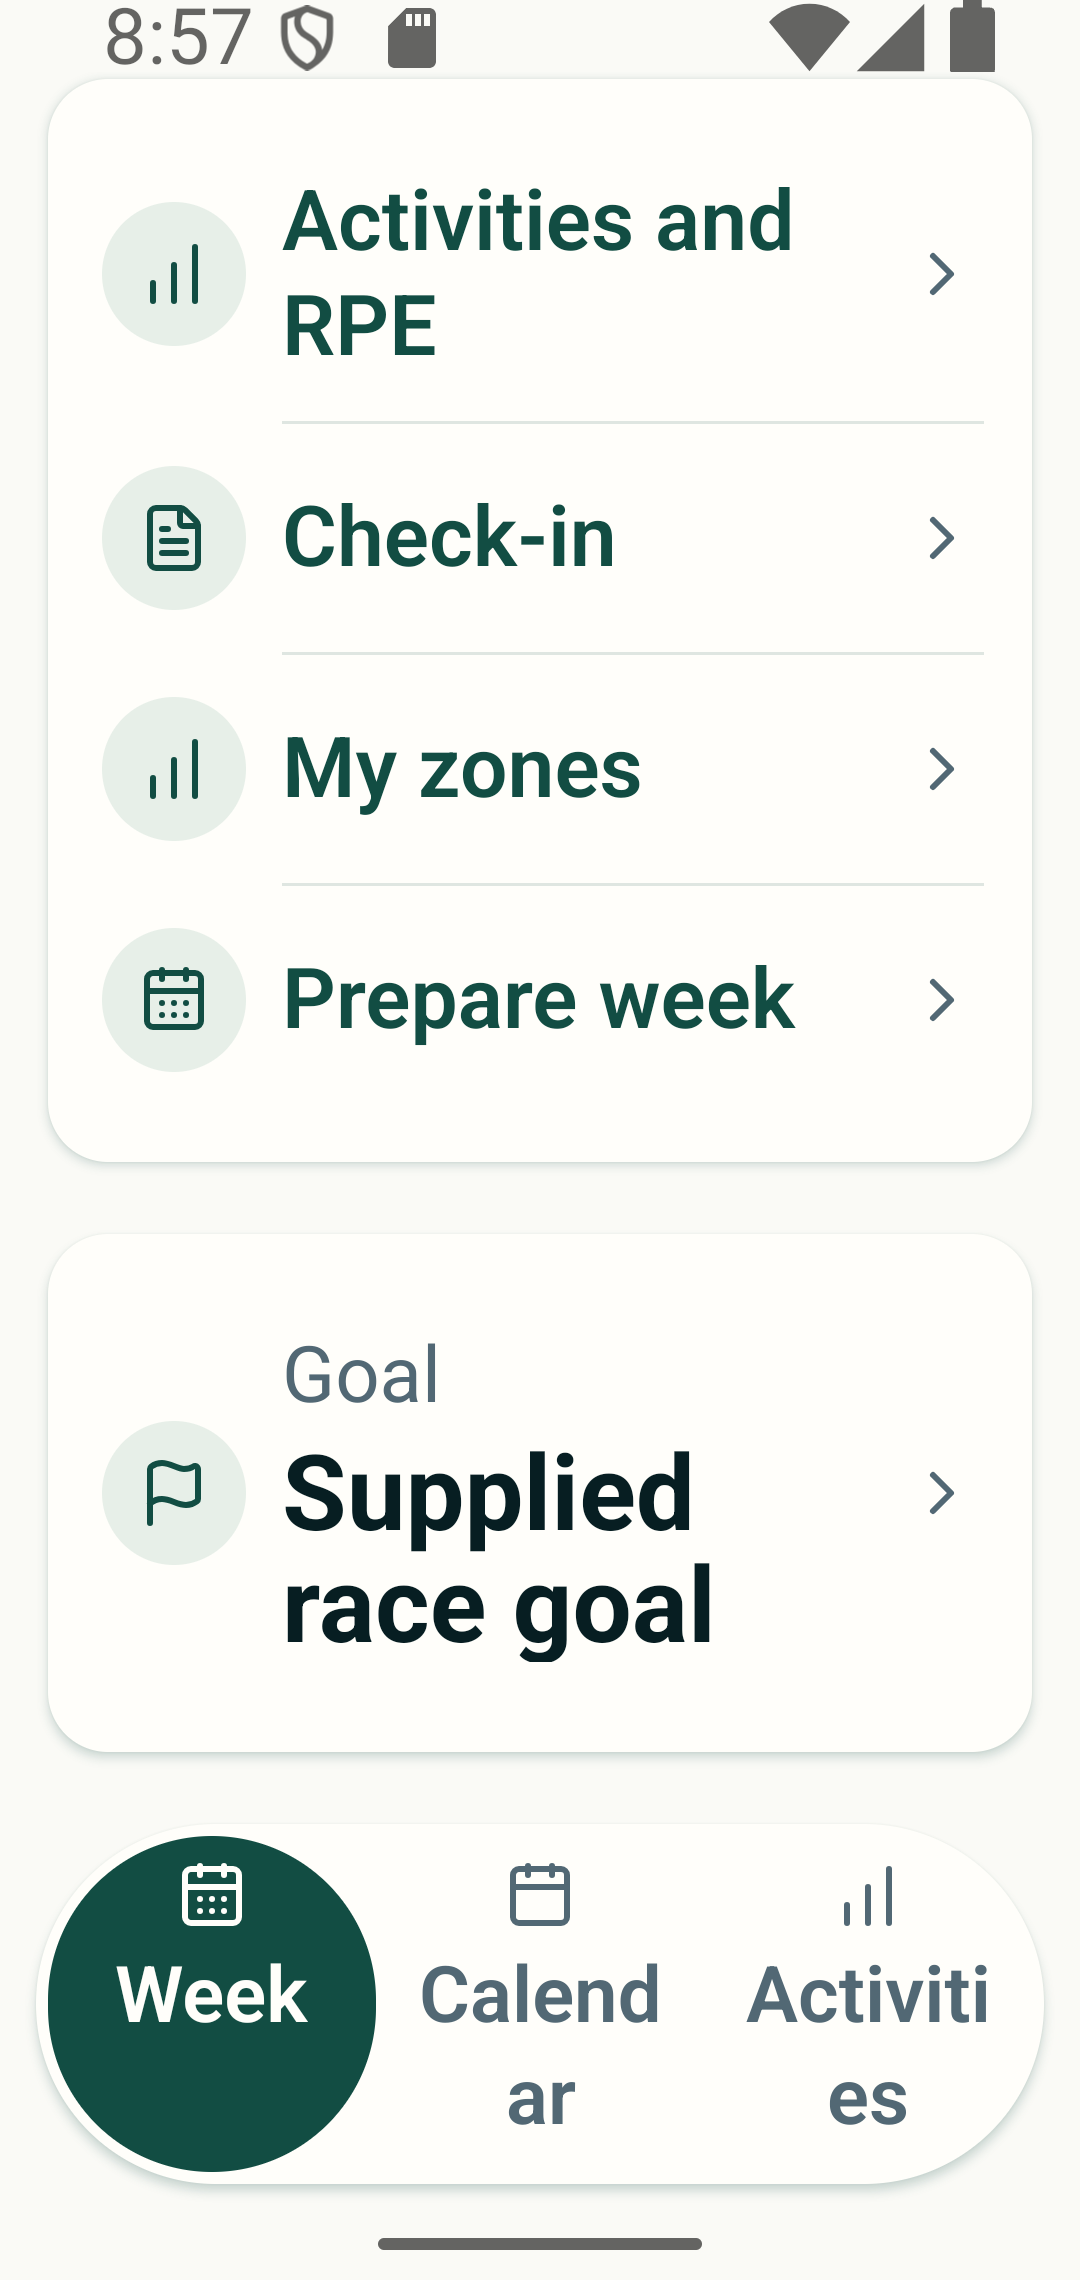 8:57
Activities and
RPE
Check-in
My zones
Prepare week
Goal
Supplied
race goal
Week
Calend
ar
Activiti
es